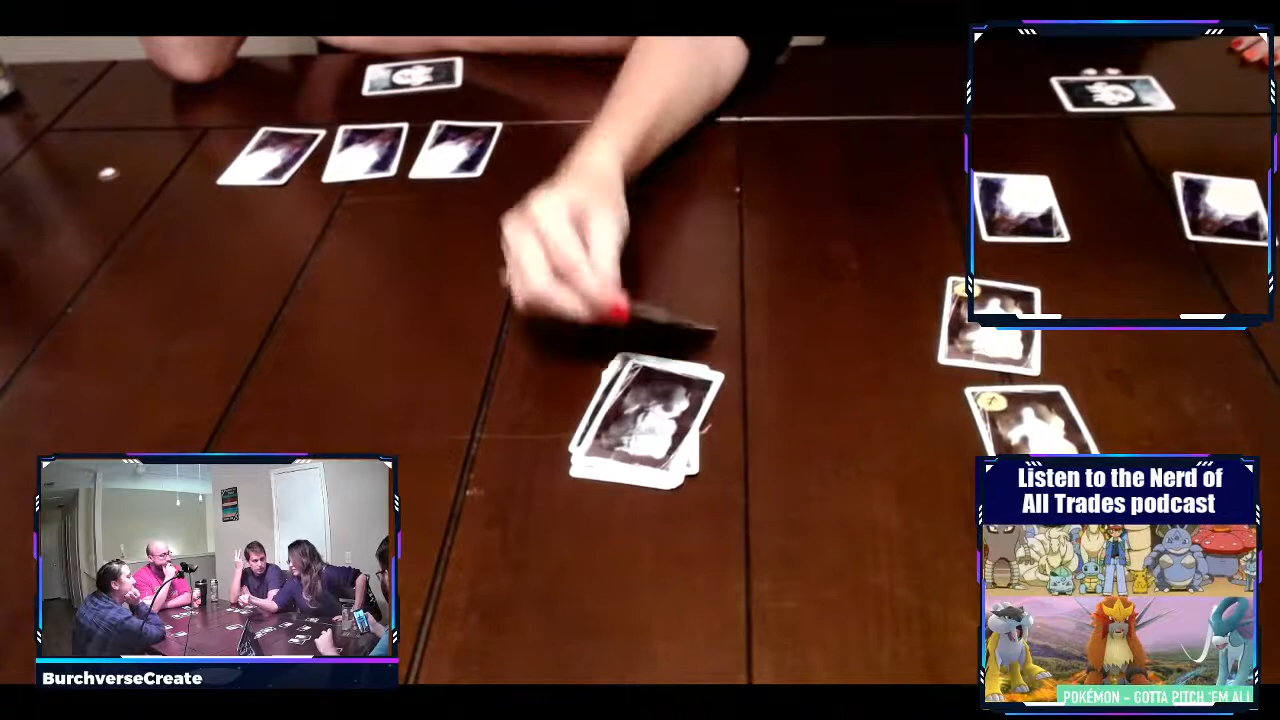 Listen to the Nerd of
All Trades podcast
POKÉMON - GOTTA PITCH 'EM ALL
BurchverseCreate